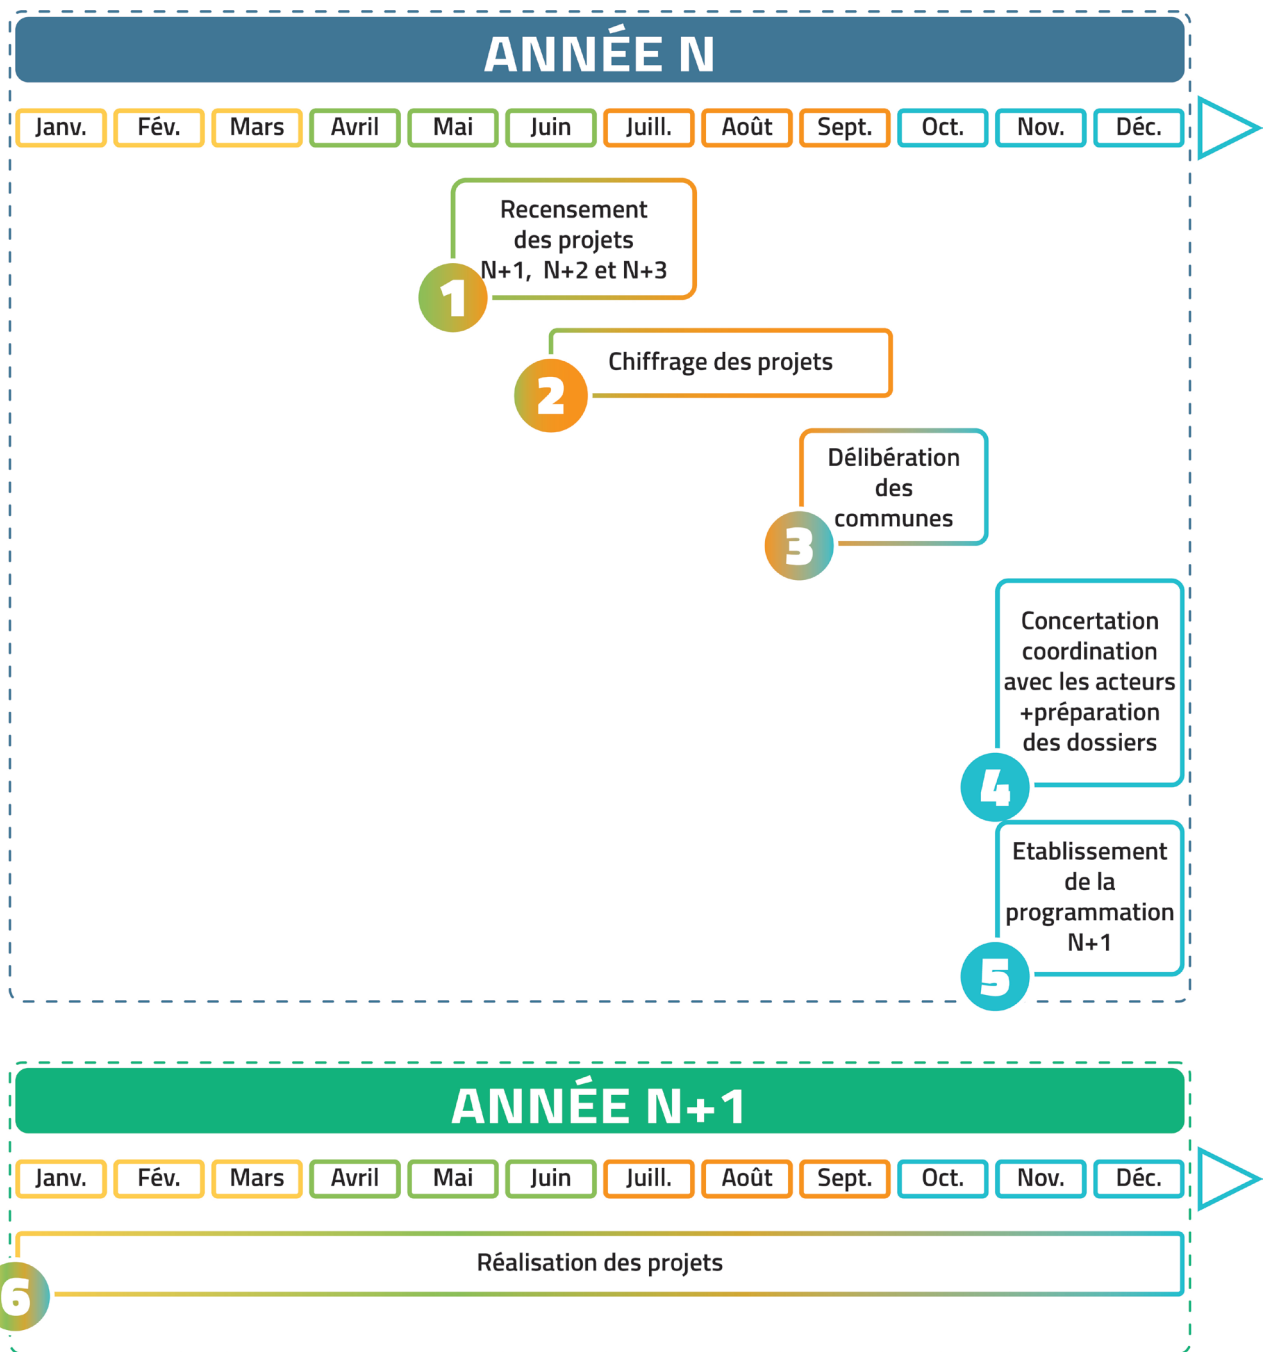 ANNÉE N
Janv. Fév. Mars Avril Mai Juin Juill. Août Sept. Oct. Nov. Déc.
Recensement
des projets
N+1, N+2 et N+3
1
Chiffrage des projets
2
Délibération
des
communes
3
Concertation
coordination
avec les acteurs
+préparation
des dossiers
4
Etablissement
de la
programmation
N+1
5
ANNÉE N+1
Janv. Fév. Mars Avril Mai Juin Juill. Août Sept. Oct. Nov. Déc.
Réalisation des projets
6